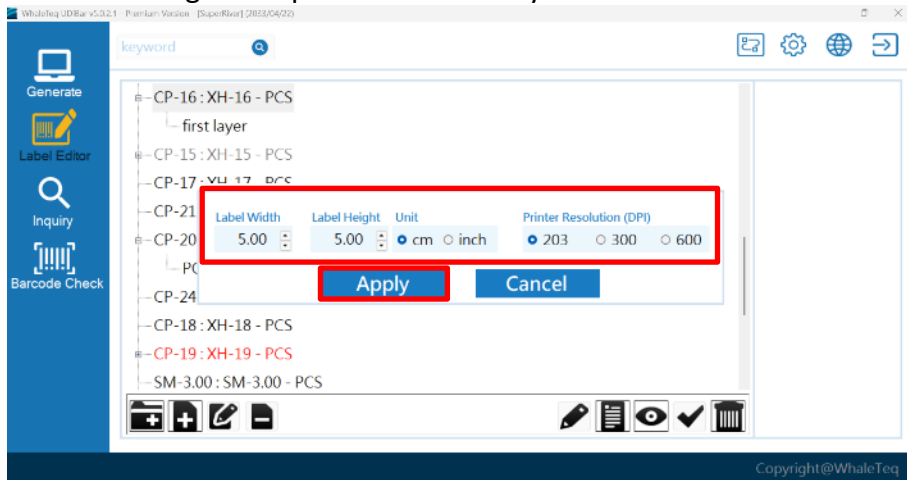 WhaleTeq UDIBar v5.0.2.1 Premium Version [SuperRiver] (2033/04/22)
keyword
Generate
Label Editor
Inquiry
Barcode Check
CP-16 : XH-16 - PCS
first layer
CP-15 : XH-15 - PCS
CP-17 : XH-17 - PCS
CP-21
CP-20
PC
CP-24
CP-18 : XH-18 - PCS
CP-19 : XH-19 - PCS
SM-3.00 : SM-3.00 - PCS
Label Width Label Height Unit Printer Resolution (DPI)
5.00 5.00 cm inch 203 300 600
Apply Cancel
Copyright@WhaleTeq